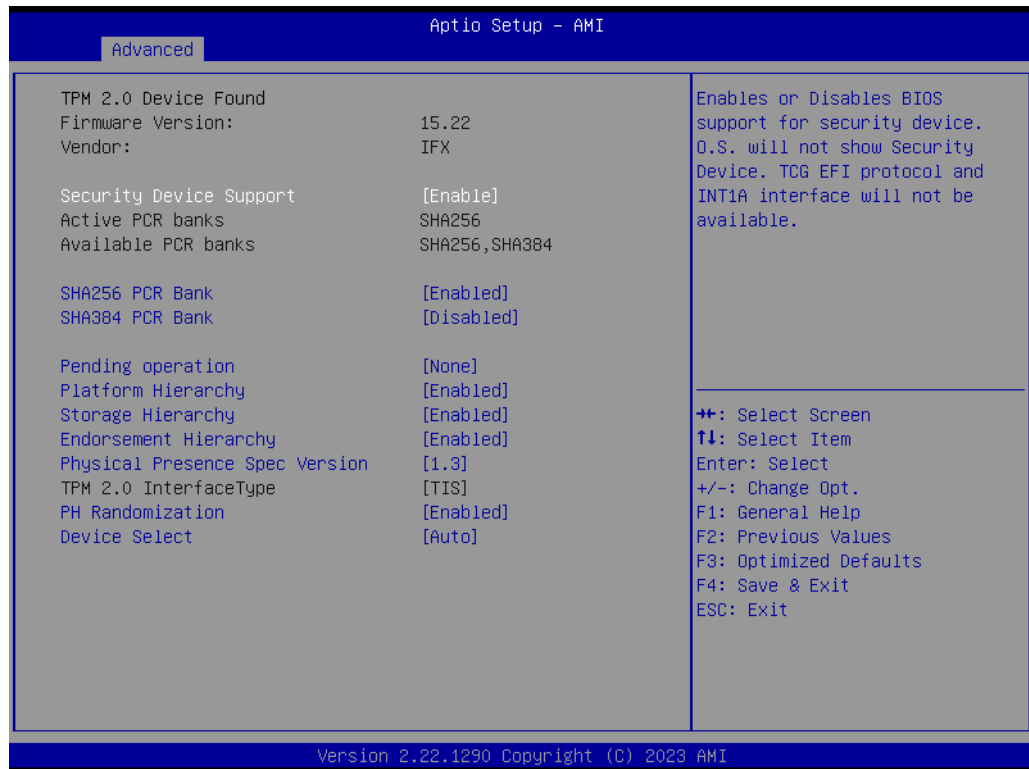 Aptio Setup – AMI
Advanced
TPM 2.0 Device Found
Firmware Version: 15.22
Vendor: IFX
Security Device Support [Enable]
Active PCR banks SHA256
Available PCR banks SHA256,SHA384
SHA256 PCR Bank [Enabled]
SHA384 PCR Bank [Disabled]
Pending operation [None]
Platform Hierarchy [Enabled]
Storage Hierarchy [Enabled]
Endorsement Hierarchy [Enabled]
Physical Presence Spec Version [1.3]
TPM 2.0 InterfaceType [TIS]
PH Randomization [Enabled]
Device Select [Auto]
Enables or Disables BIOS
support for security device.
O.S. will not show Security
Device. TCG EFI protocol and
INT1A interface will not be
available.
→←: Select Screen
↑↓: Select Item
Enter: Select
+/-: Change Opt.
F1: General Help
F2: Previous Values
F3: Optimized Defaults
F4: Save & Exit
ESC: Exit
Version 2.22.1290 Copyright (C) 2023 AMI